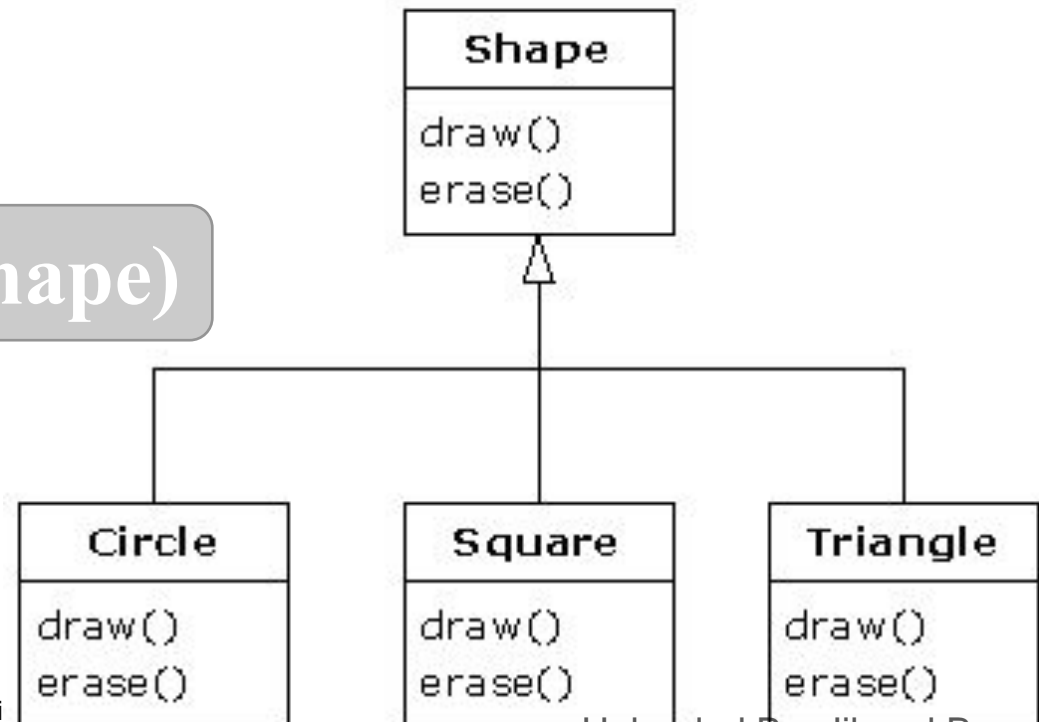 Shape
draw()
erase()
hape)
Circle
draw()
erase()
Square
draw()
erase()
Triangle
draw()
erase()
i